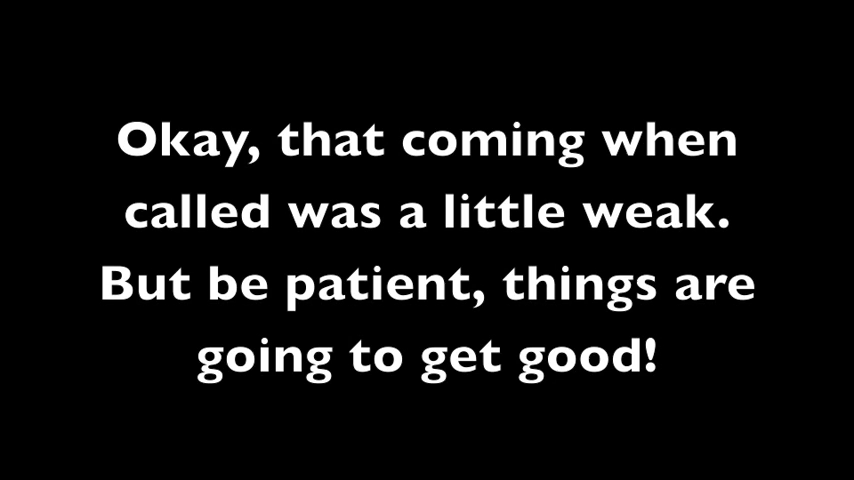 Okay, that coming when
called was a little weak.
But be patient, things are
going to get good!